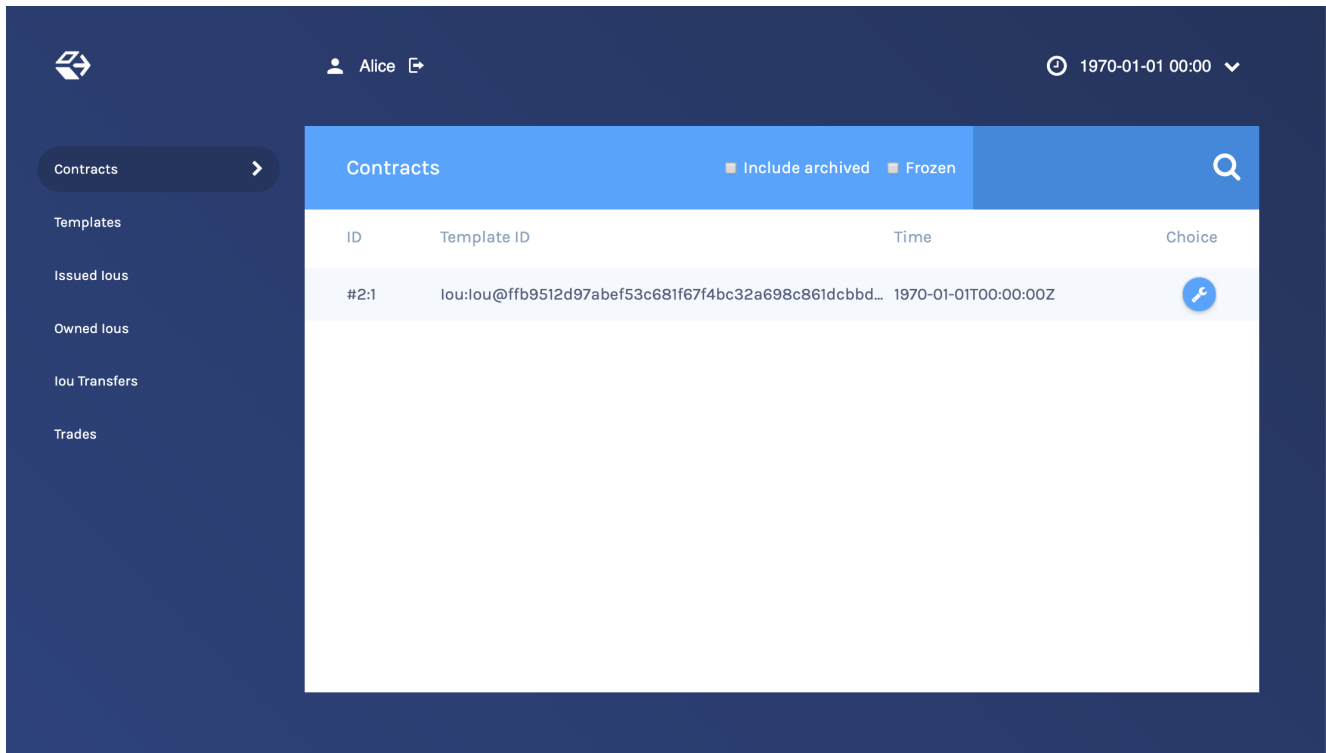 Alice
1970-01-01 00:00
Contracts
Templates
Issued Ious
Owned Ious
Iou Transfers
Trades
Contracts Include archived Frozen
ID Template ID Time Choice
#2:1 Iou:Iou@ffb9512d97abef53c681f67f4bc32a698c861dcbbd... 1970-01-01T00:00:00Z